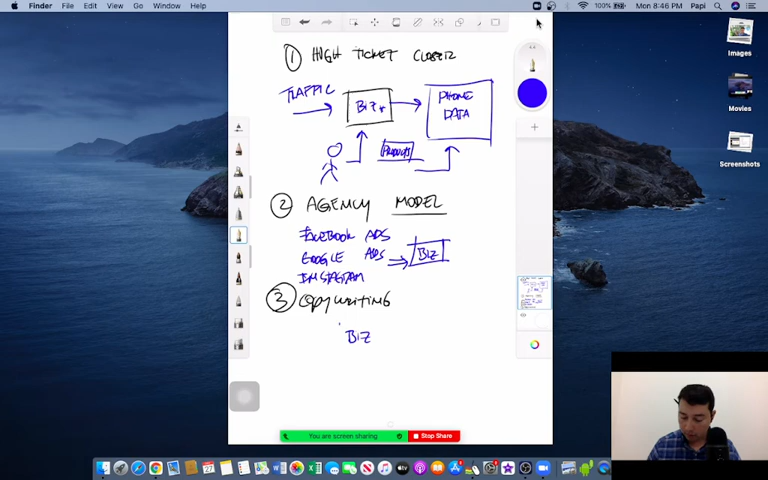 Finder File Edit View Go Window Help
100% Mon 8:46 PM Papi
Images
Movies
Screenshots
1 HIGH TICKET CLOSER
TRAFFIC
BIZ
PHONE
DATA
PRODUCTS
2 AGENCY MODEL
FACEBOOK ADS
GOOGLE ADS
BIZ
INSTAGRAM
3 COPYWRITING
BIZ
You are screen sharing Stop Share